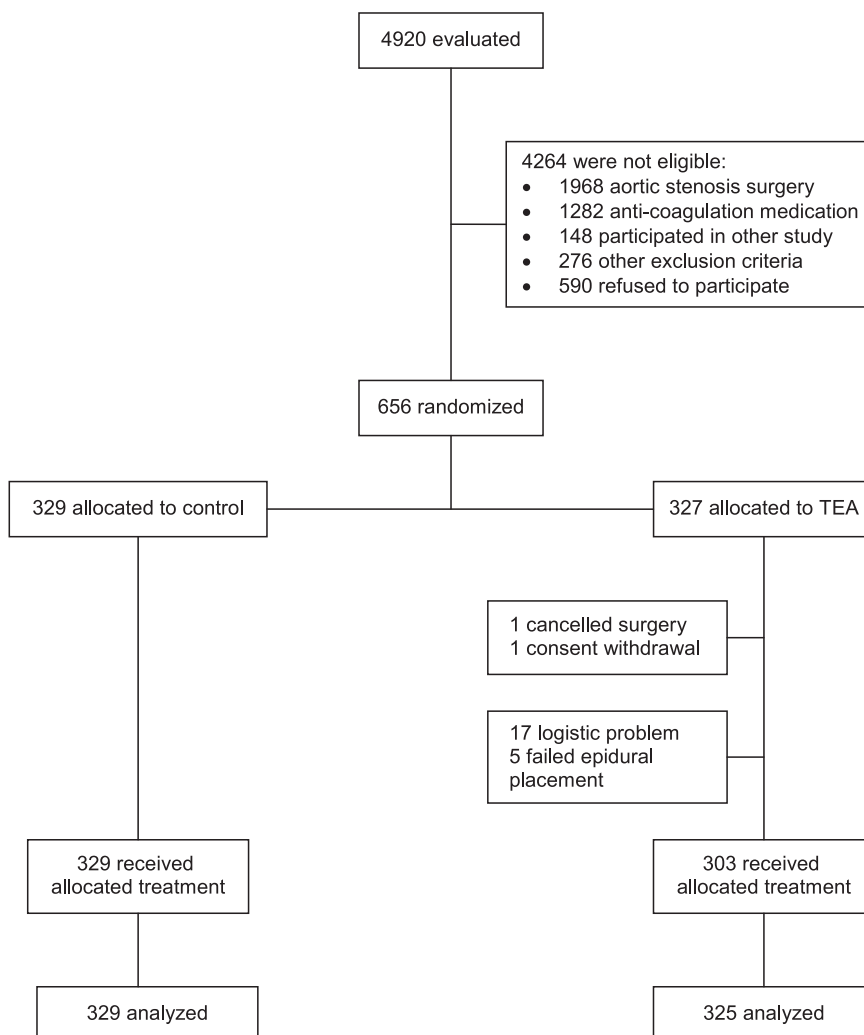 4920 evaluated
4264 were not eligible:
• 1968 aortic stenosis surgery
• 1282 anti-coagulation medication
• 148 participated in other study
• 276 other exclusion criteria
• 590 refused to participate
656 randomized
329 allocated to control
327 allocated to TEA
1 cancelled surgery
1 consent withdrawal
17 logistic problem
5 failed epidural
placement
329 received
allocated treatment
303 received
allocated treatment
329 analyzed
325 analyzed